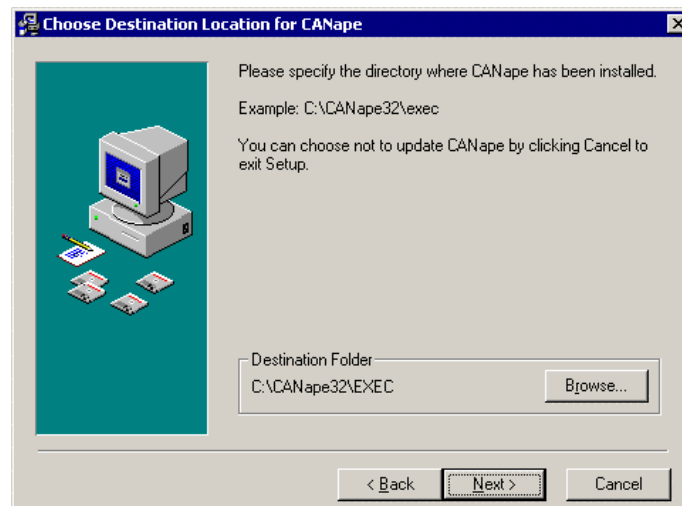 Choose Destination Location for CANape
Please specify the directory where CANape has been installed.
Example: C:\CANape32\exec
You can choose not to update CANape by clicking Cancel to
exit Setup.
Destination Folder
C:\CANape32\EXEC
Browse...
< Back
Next >
Cancel